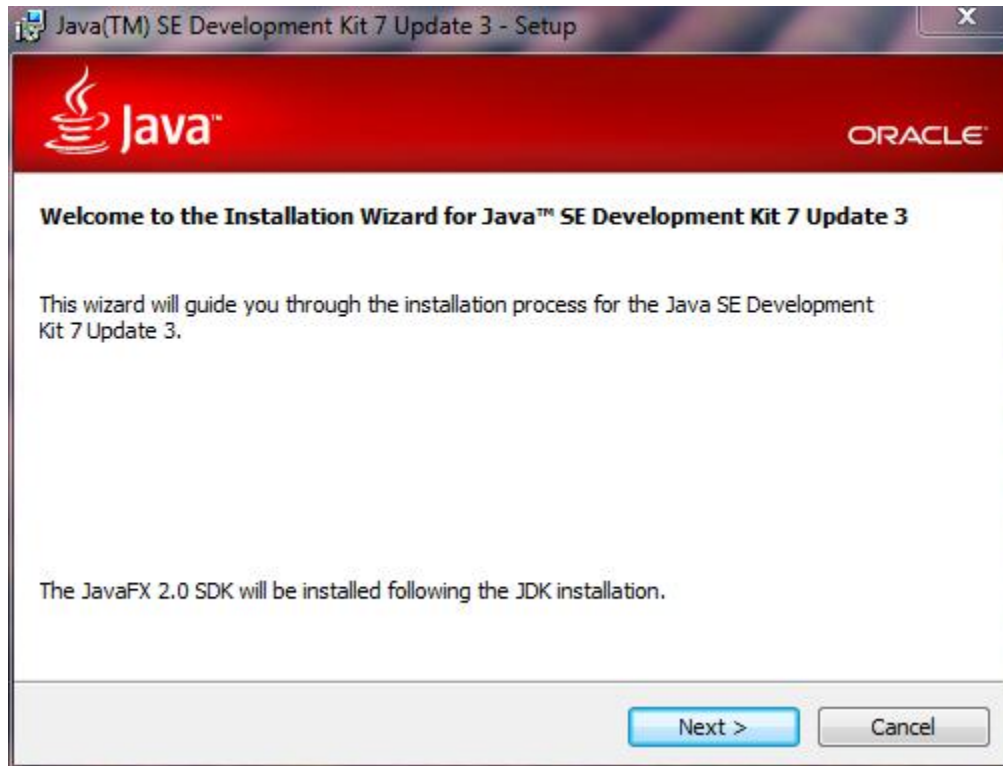 Java(TM) SE Development Kit 7 Update 3 - Setup
X
Java™
ORACLE®
Welcome to the Installation Wizard for Java™ SE Development Kit 7 Update 3
This wizard will guide you through the installation process for the Java SE Development
Kit 7 Update 3.
The JavaFX 2.0 SDK will be installed following the JDK installation.
Next >
Cancel